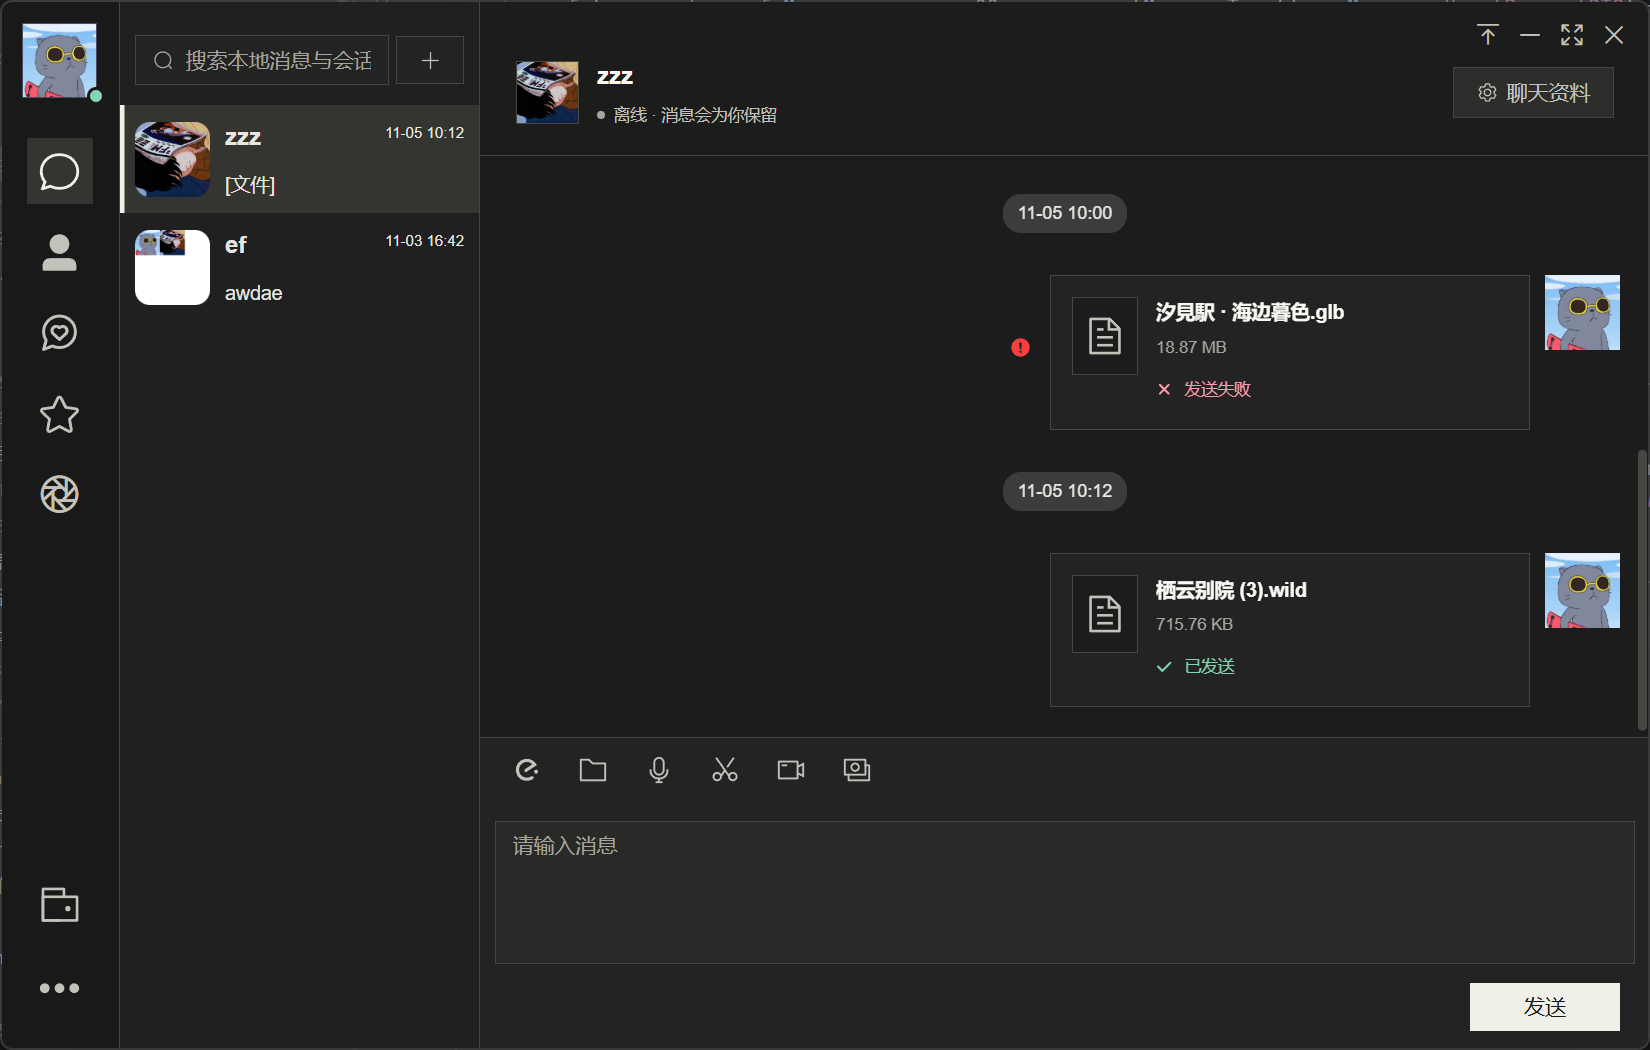 搜索本地消息与会话
zzz
11-05 10:12
[文件]
ef
11-03 16:42
awdae
zzz
离线 · 消息会为你保留
聊天资料
11-05 10:00
汐見駅 · 海边暮色.glb
18.87 MB
发送失败
11-05 10:12
栖云别院 (3).wild
715.76 KB
已发送
请输入消息
发送